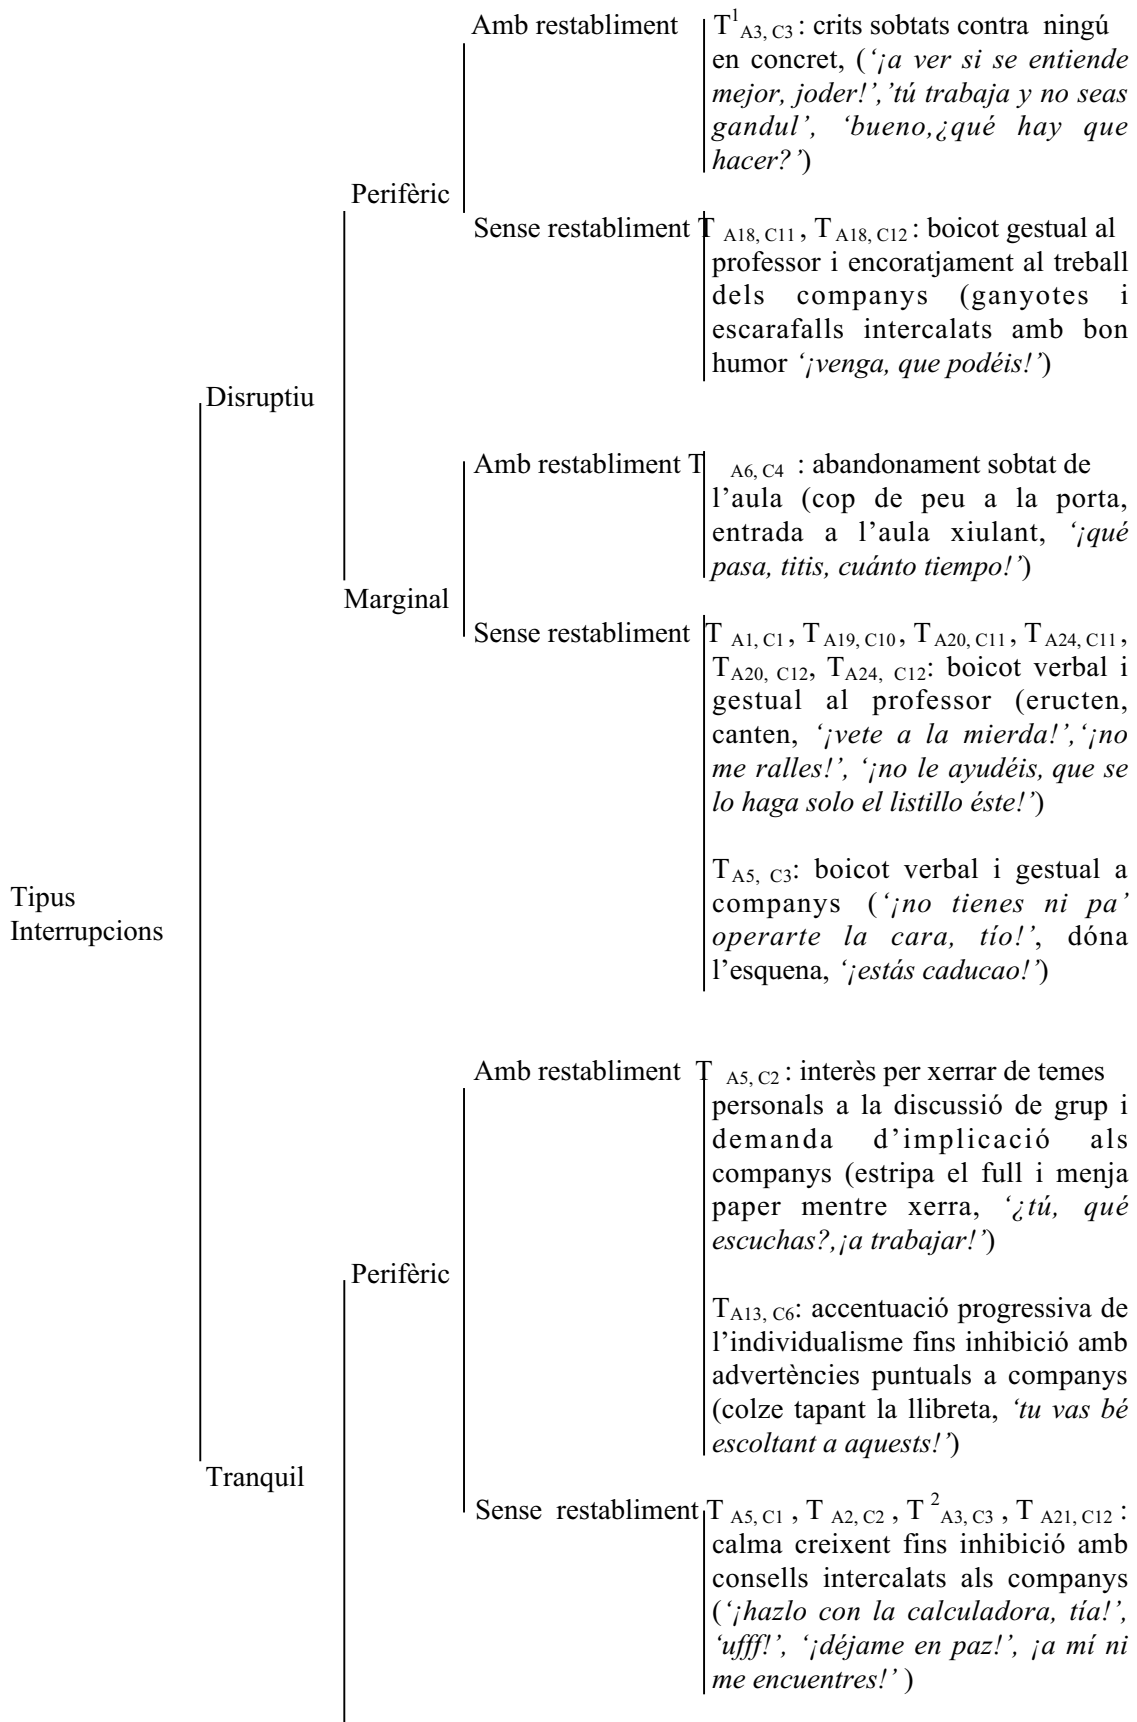 Amb restabliment T¹A3, C3 : crits sobtats contra ningú
en concret, (‘¡a ver si se entiende
mejor, joder!’,’tú trabaja y no seas
gandul’, ‘bueno,¿qué hay que
hacer?’)
Perifèric
Sense restabliment T A18, C11 , T A18, C12 : boicot gestual al
professor i encoratjament al treball
dels companys (ganyotes i
escarafalls intercalats amb bon
humor ‘¡venga, que podéis!’)
Disruptiu
Amb restabliment T A6, C4 : abandonament sobtat de
l’aula (cop de peu a la porta,
entrada a l’aula xiulant, ‘¡qué
pasa, titis, cuánto tiempo!’)
Marginal
Sense restabliment T A1, C1, T A19, C10, T A20, C11, T A24, C11,
TA20, C12, TA24, C12: boicot verbal i
gestual al professor (eructen,
canten, ‘¡vete a la mierda!’,‘¡no
me ralles!’, ‘¡no le ayudéis, que se
lo haga solo el listillo éste!’)
TA5, C3: boicot verbal i gestual a
companys (‘¡no tienes ni pa’
operarte la cara, tío!’, dóna
l’esquena, ‘¡estás caducao!’)
Tipus
Interrupcions
Amb restabliment T A5, C2 : interès per xerrar de temes
personals a la discussió de grup i
demanda d’implicació als
companys (estripa el full i menja
paper mentre xerra, ‘¿tú, qué
escuchas?,¡a trabajar!’)
Perifèric
TA13, C6: accentuació progressiva de
l’individualisme fins inhibició amb
advertències puntuals a companys
(colze tapant la llibreta, ‘tu vas bé
escoltant a aquests!’)
Tranquil
Sense restabliment T A5, C1 , T A2, C2 , T ²A3, C3 , T A21, C12 :
calma creixent fins inhibició amb
consells intercalats als companys
(‘¡hazlo con la calculadora, tía!’,
‘ufff!’, ‘¡déjame en paz!’, ¡a mí ni
me encuentres!’ )